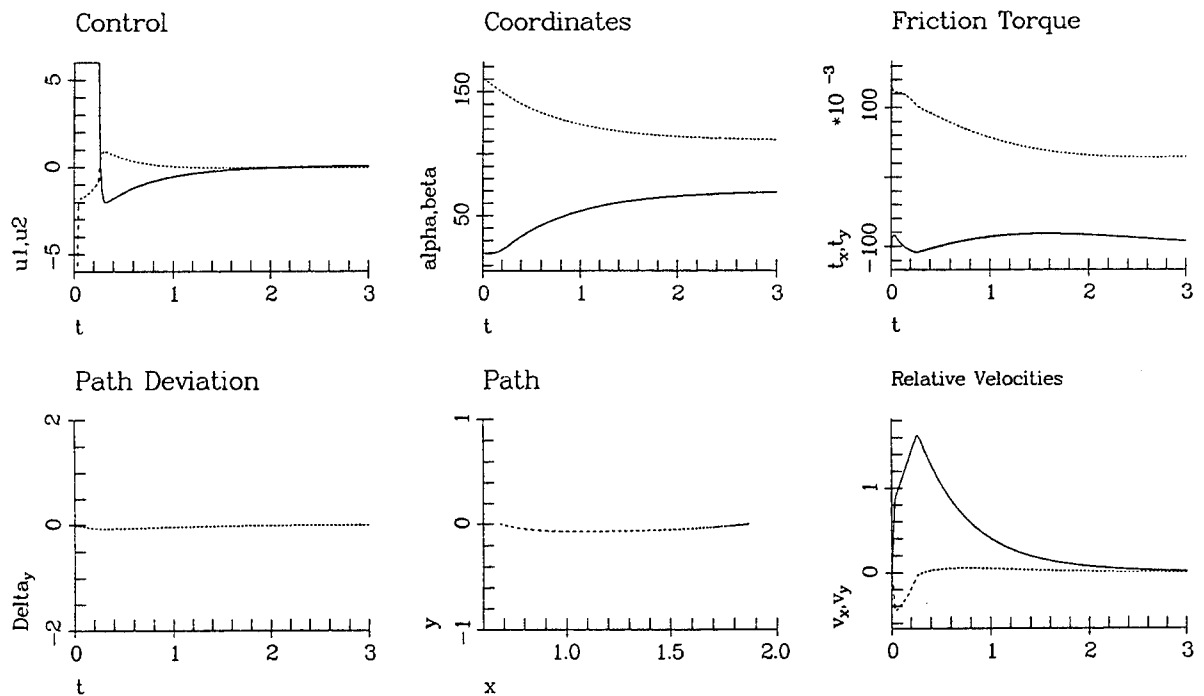 Control
Coordinates
Friction Torque
u1,u2
5
0
-5
0 1 2 3
t
alpha,beta
150
50
0 1 2 3
t
*10 -3
t_x,t_y
100
-100
0 1 2 3
t
Path Deviation
Path
Relative Velocities
Delta_y
2
0
-2
0 1 2 3
t
y
1
0
-1
1.0 1.5 2.0
x
v_x,v_y
1
0
0 1 2 3